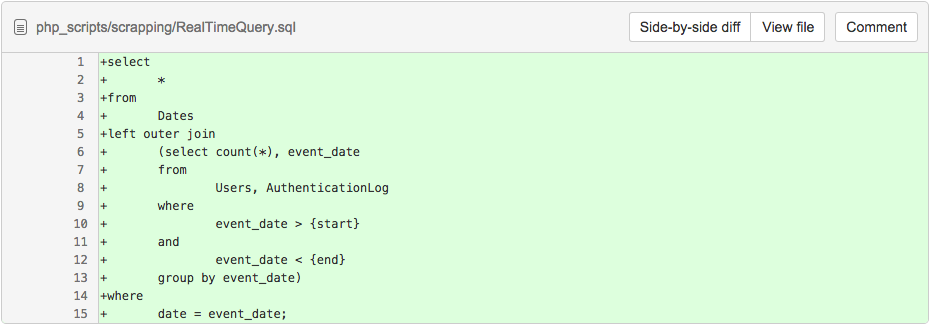 php_scripts/scrapping/RealTimeQuery.sql Side-by-side diff View file Comment
1 +select
2 + *
3 +from
4 + Dates
5 +left outer join
6 + (select count(*), event_date
7 + from
8 + Users, AuthenticationLog
9 + where
10 + event_date > {start}
11 + and
12 + event_date < {end}
13 + group by event_date)
14 +where
15 + date = event_date;